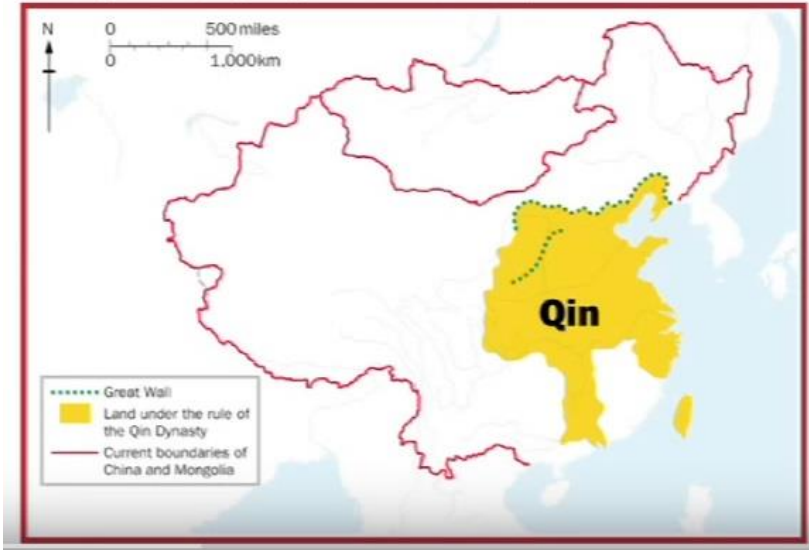 N
0 500 miles
0 1,000km
Qin
Great Wall
Land under the rule of
the Qin Dynasty
Current boundaries of
China and Mongolia